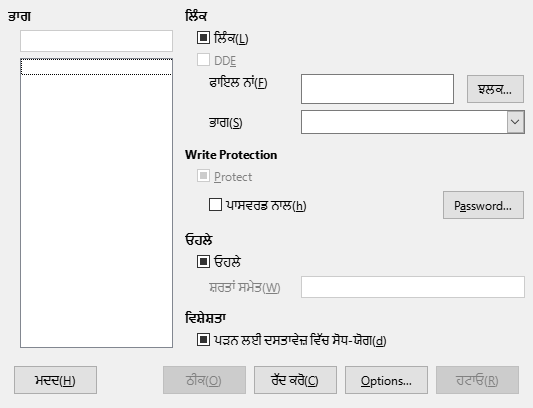 ਭਾਗ
ਲਿੰਕ
ਲਿੰਕ(L)
DDE
ਫਾਇਲ ਨਾਂ(F)
ਝਲਕ...
ਭਾਗ(S)
Write Protection
Protect
ਪਾਸਵਰਡ ਨਾਲ(h)
Password...
ਓਹਲੇ
ਓਹਲੇ
ਸ਼ਰਤਾਂ ਸਮੇਤ(W)
ਵਿਸ਼ੇਸ਼ਤਾ
ਪੜਨ ਲਈ ਦਸਤਾਵੇਜ਼ ਵਿੱਚ ਸੋਧ-ਯੋਗ(d)
ਮਦਦ(H)
ਠੀਕ(O)
ਰੱਦ ਕਰੋ(C)
Options...
ਹਟਾਓ(R)